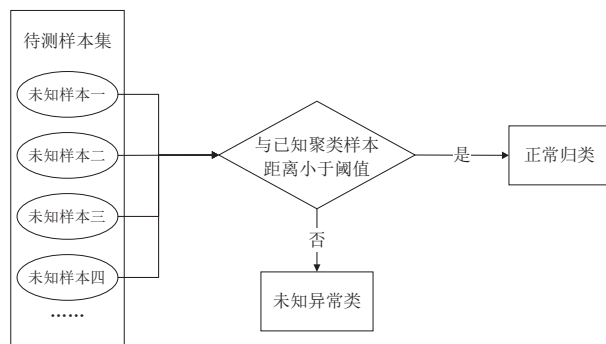 待测样本集
未知样本一
未知样本二
未知样本三
未知样本四
......
与已知聚类样本
距离小于阈值
是
正常归类
否
未知异常类